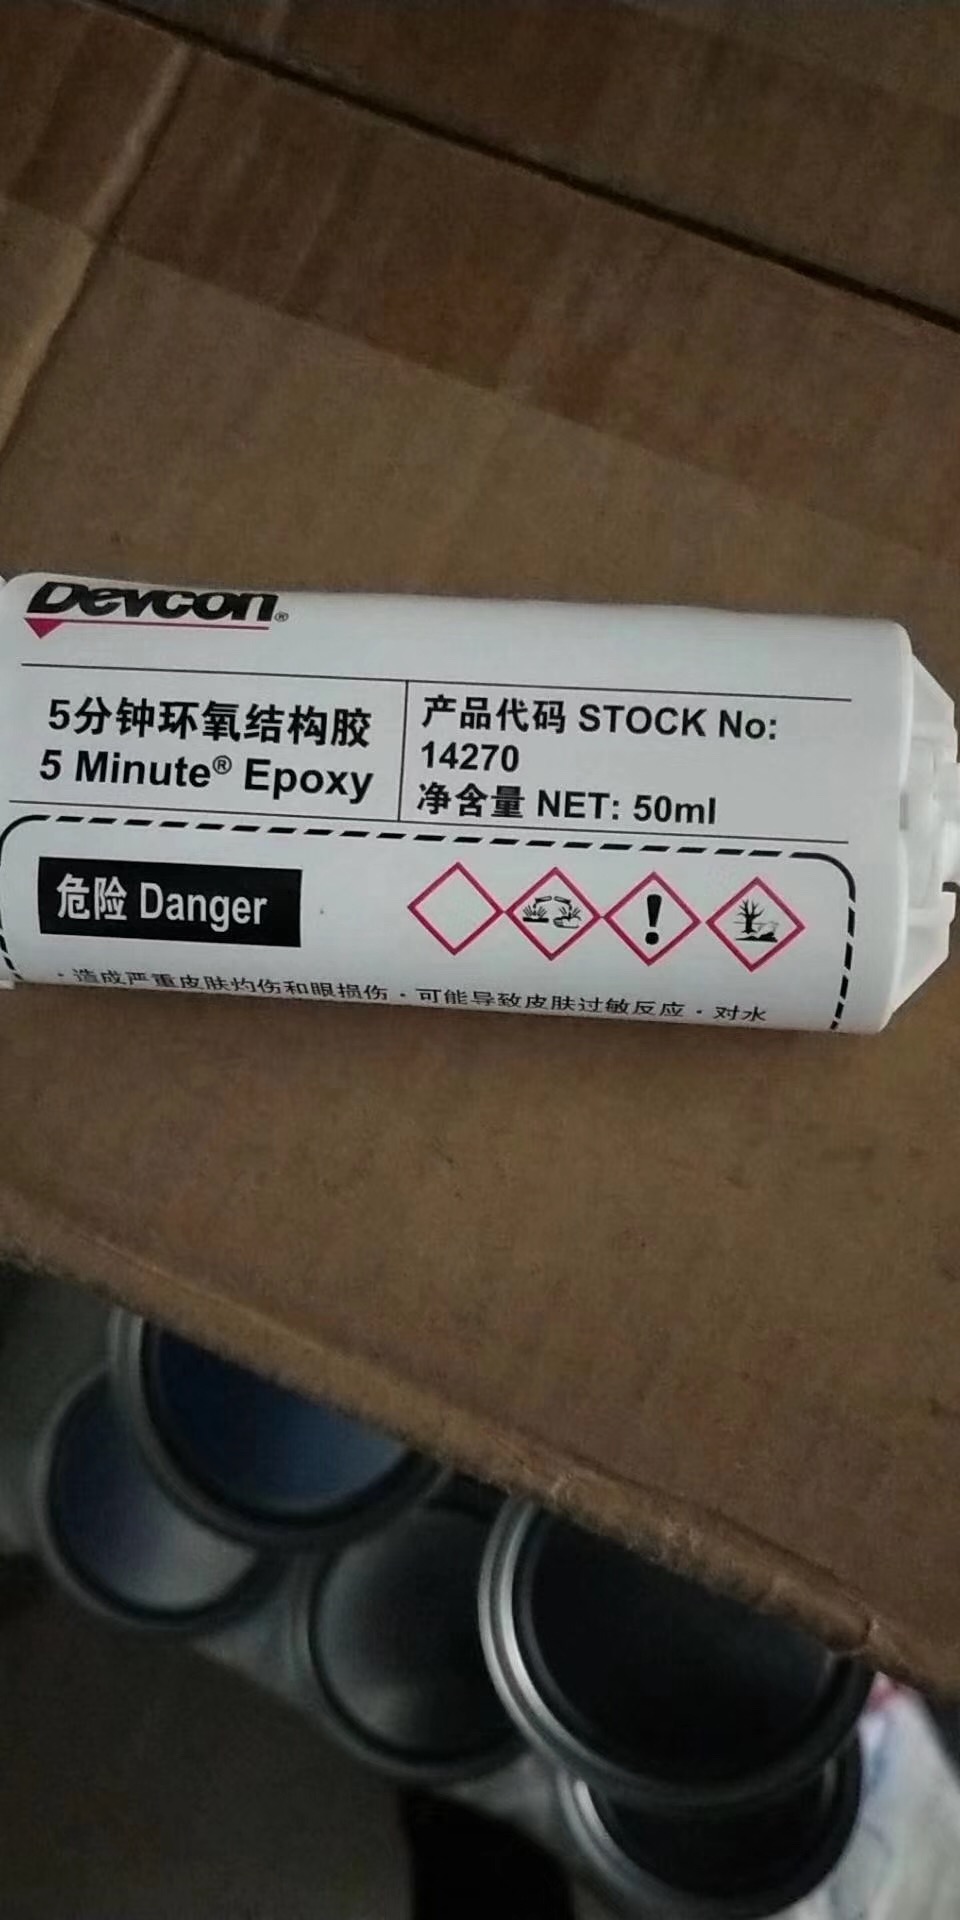 Devcon®
5分钟环氧结构胶
5 Minute® Epoxy
产品代码 STOCK No:
14270
净含量 NET: 50ml
危险 Danger
· 造成严重皮肤灼伤和眼损伤 · 可能导致皮肤过敏反应 · 对水